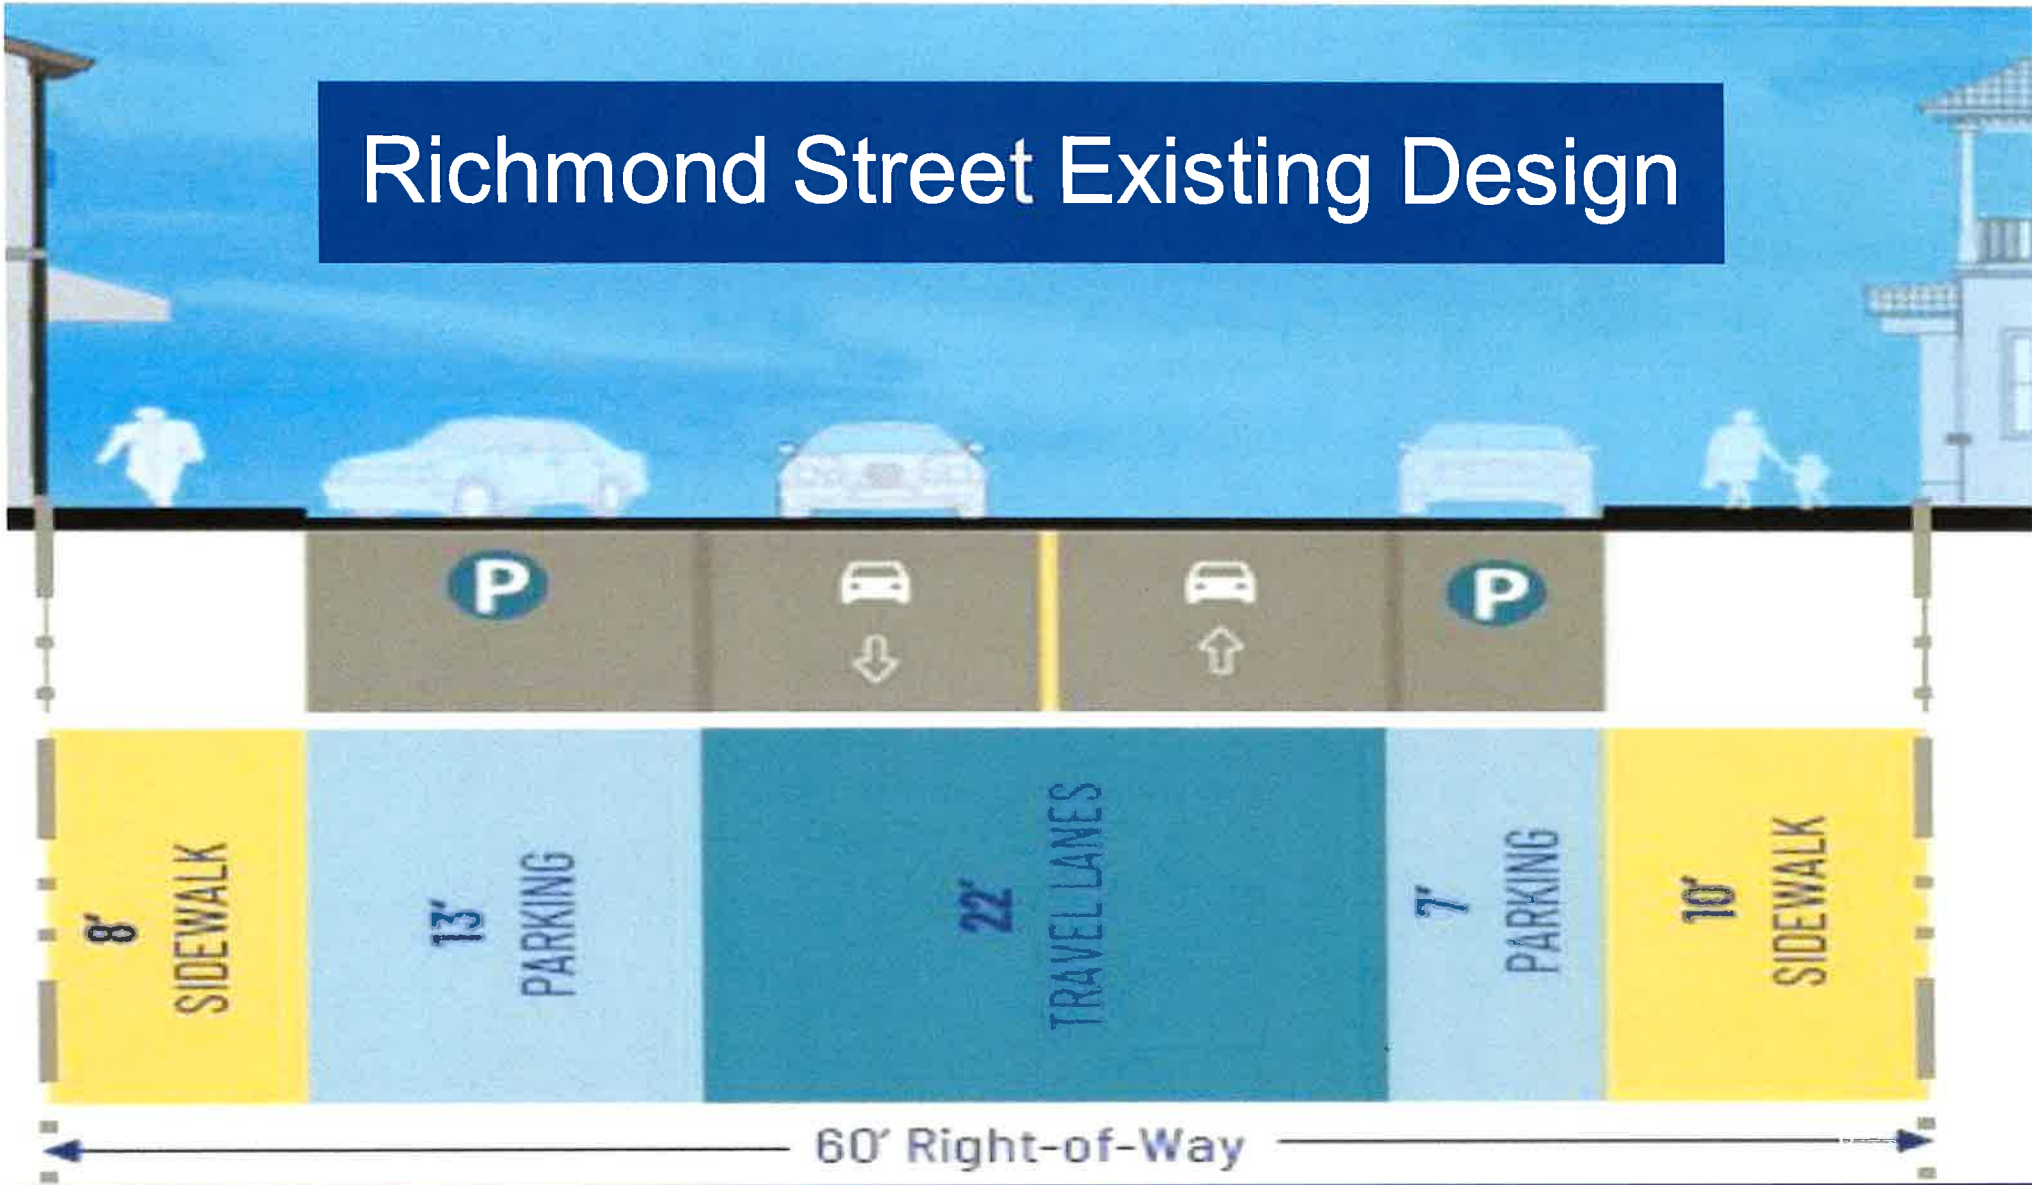 Richmond Street Existing Design
P
P
8'
SIDEWALK
13'
PARKING
22'
TRAVEL LANES
7'
PARKING
10'
SIDEWALK
60' Right-of-Way